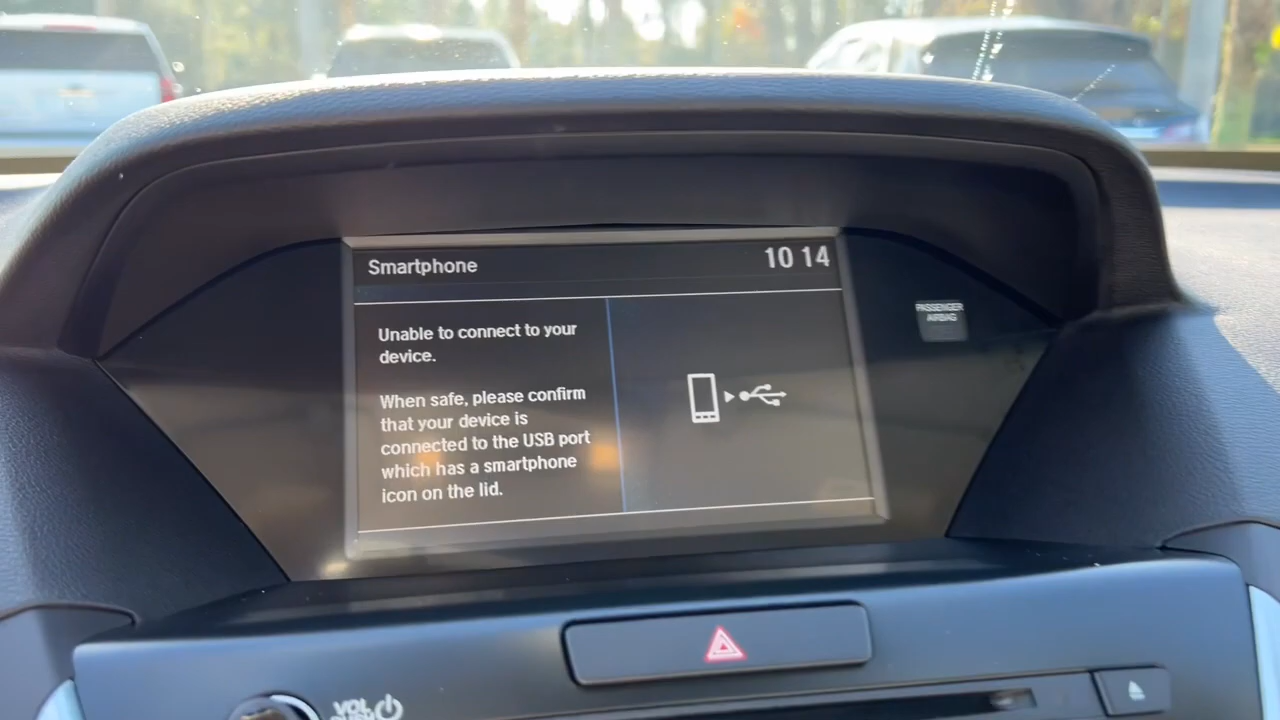 Smartphone
10 14
Unable to connect to your
device.
When safe, please confirm
that your device is
connected to the USB port
which has a smartphone
icon on the lid.
PASSENGER
AIRBAG
VOL